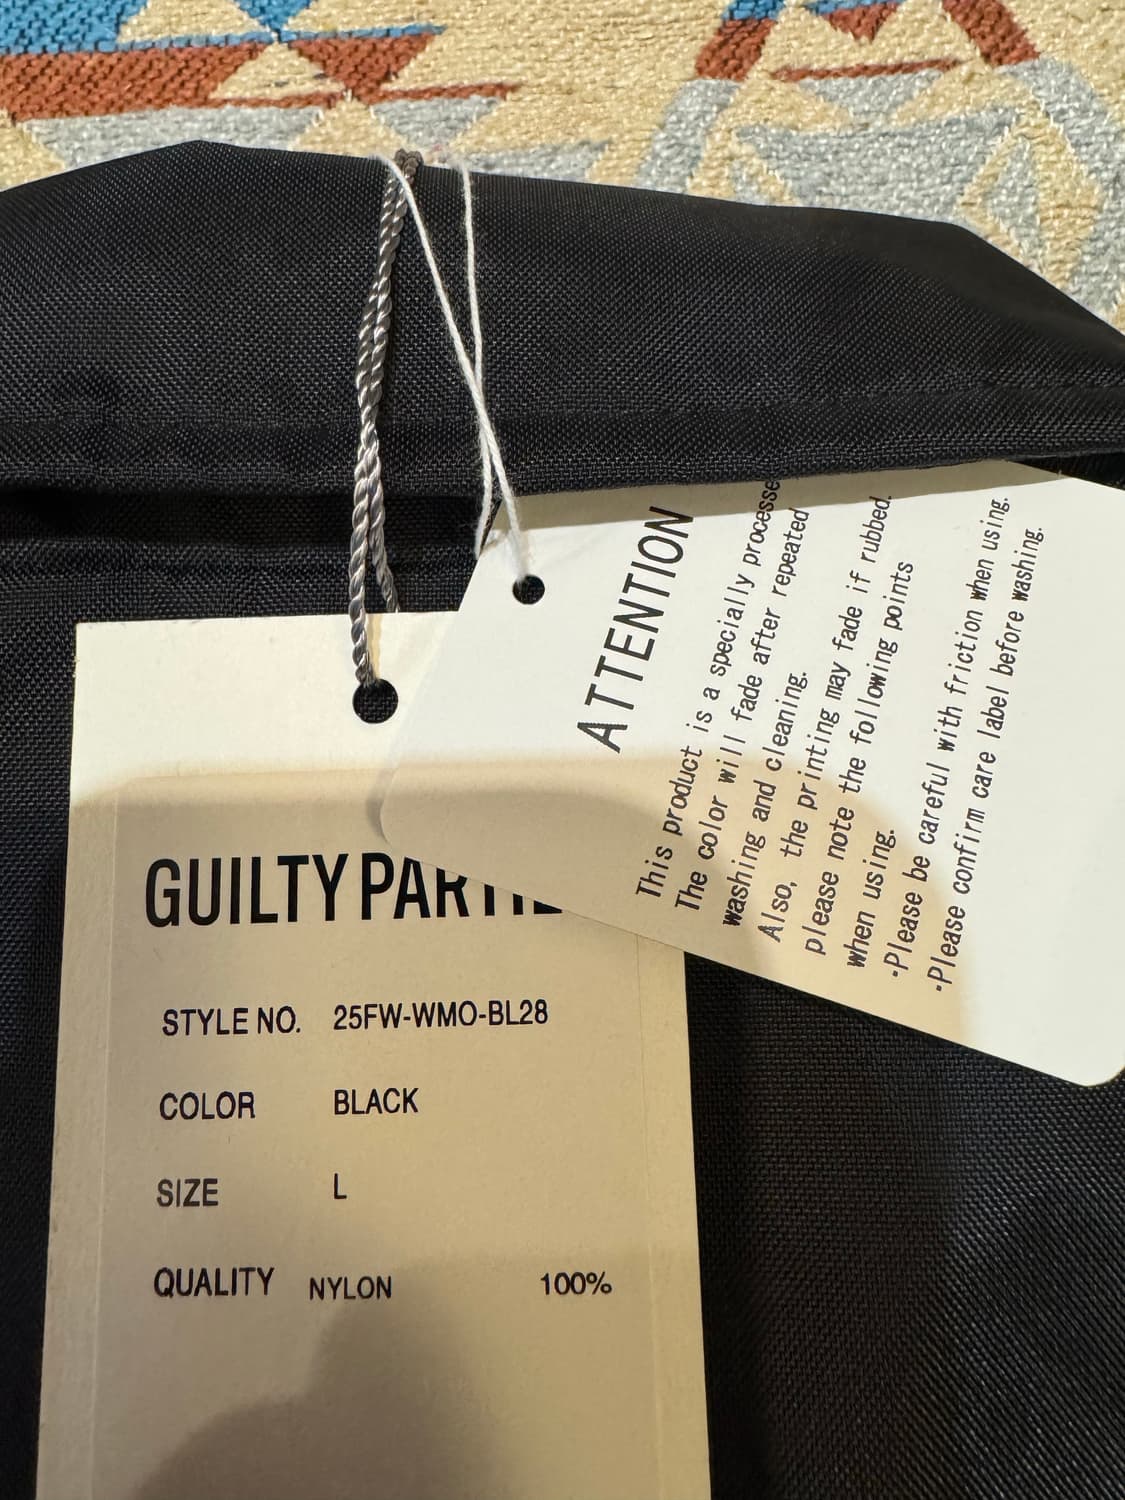 GUILTY
STYLE NO. 25FW-WMO-BL28
COLOR BLACK
SIZE L
QUALITY NYLON 100%
ATTENTION
This product is a specially
The color will fade after repeated
washing and cleaning.
Also, the printing may fade if rubbed.
please note the following points
when using.
·Please be careful with friction when using.
·Please confirm care label before washing.